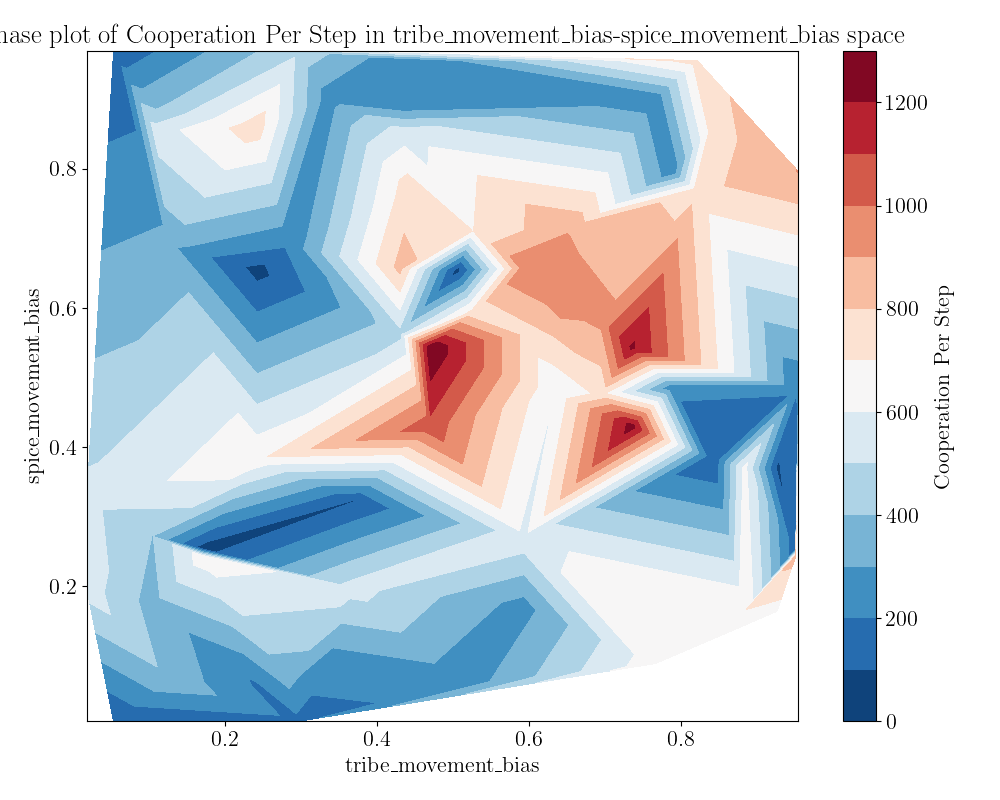 hase plot of Cooperation Per Step in tribe_movement_bias-spice_movement_bias space
1200
1000
800
600
400
200
0
Cooperation Per Step
0.8
0.6
0.4
0.2
spice_movement_bias
0.2 0.4 0.6 0.8
tribe_movement_bias